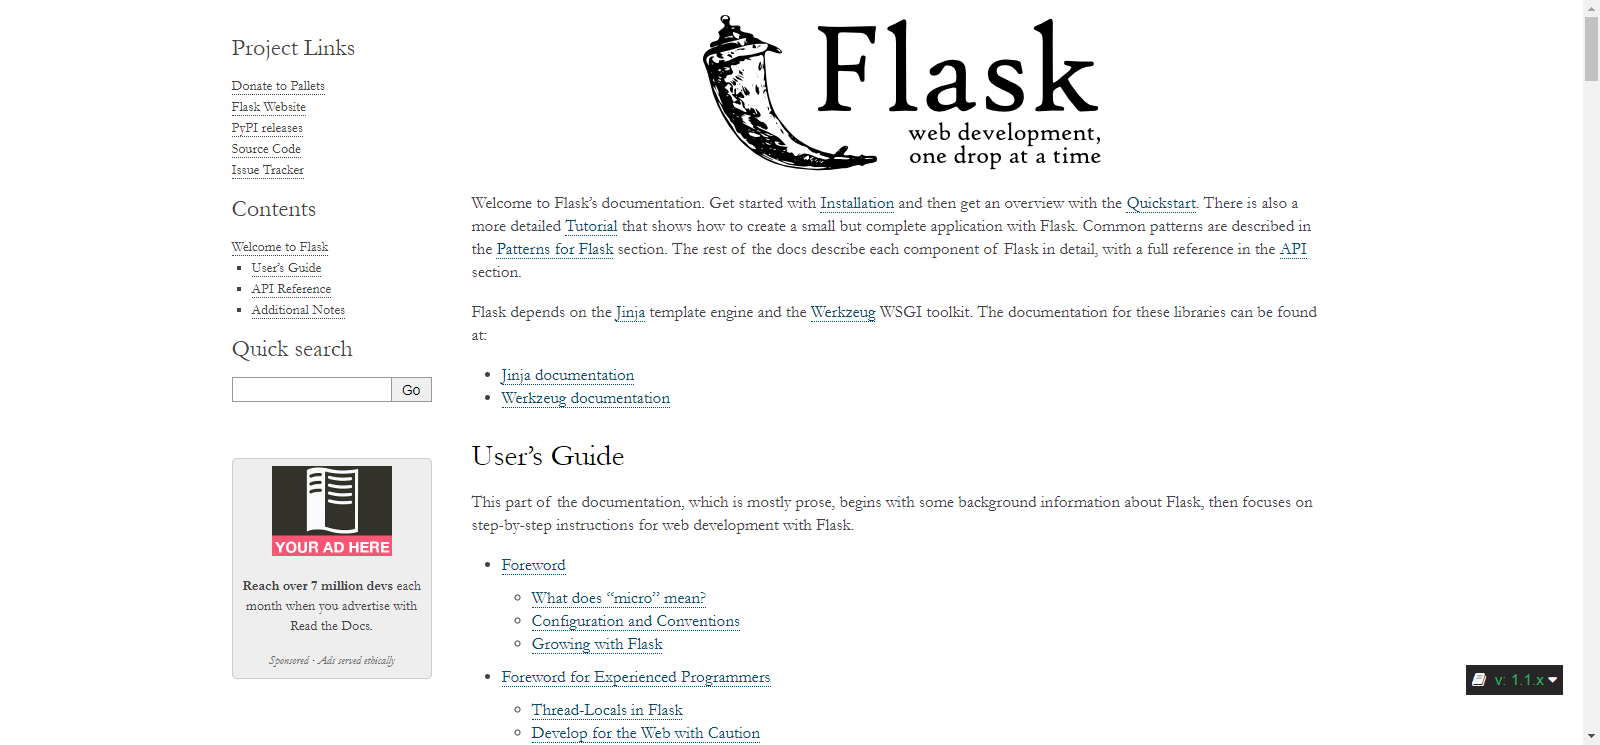 Project Links
Donate to Pallets
Flask Website
PyPI releases
Source Code
Issue Tracker
Contents
Welcome to Flask
User’s Guide
API Reference
Additional Notes
Quick search
Go
YOUR AD HERE
Reach over 7 million devs each
month when you advertise with
Read the Docs.
Sponsored · Ads served ethically
Flask
web development,
one drop at a time
Welcome to Flask’s documentation. Get started with Installation and then get an overview with the Quickstart. There is also a
more detailed Tutorial that shows how to create a small but complete application with Flask. Common patterns are described in
the Patterns for Flask section. The rest of the docs describe each component of Flask in detail, with a full reference in the API
section.
Flask depends on the Jinja template engine and the Werkzeug WSGI toolkit. The documentation for these libraries can be found
at:
Jinja documentation
Werkzeug documentation
User’s Guide
This part of the documentation, which is mostly prose, begins with some background information about Flask, then focuses on
step-by-step instructions for web development with Flask.
Foreword
What does “micro” mean?
Configuration and Conventions
Growing with Flask
Foreword for Experienced Programmers
Thread-Locals in Flask
Develop for the Web with Caution
v: 1.1.x